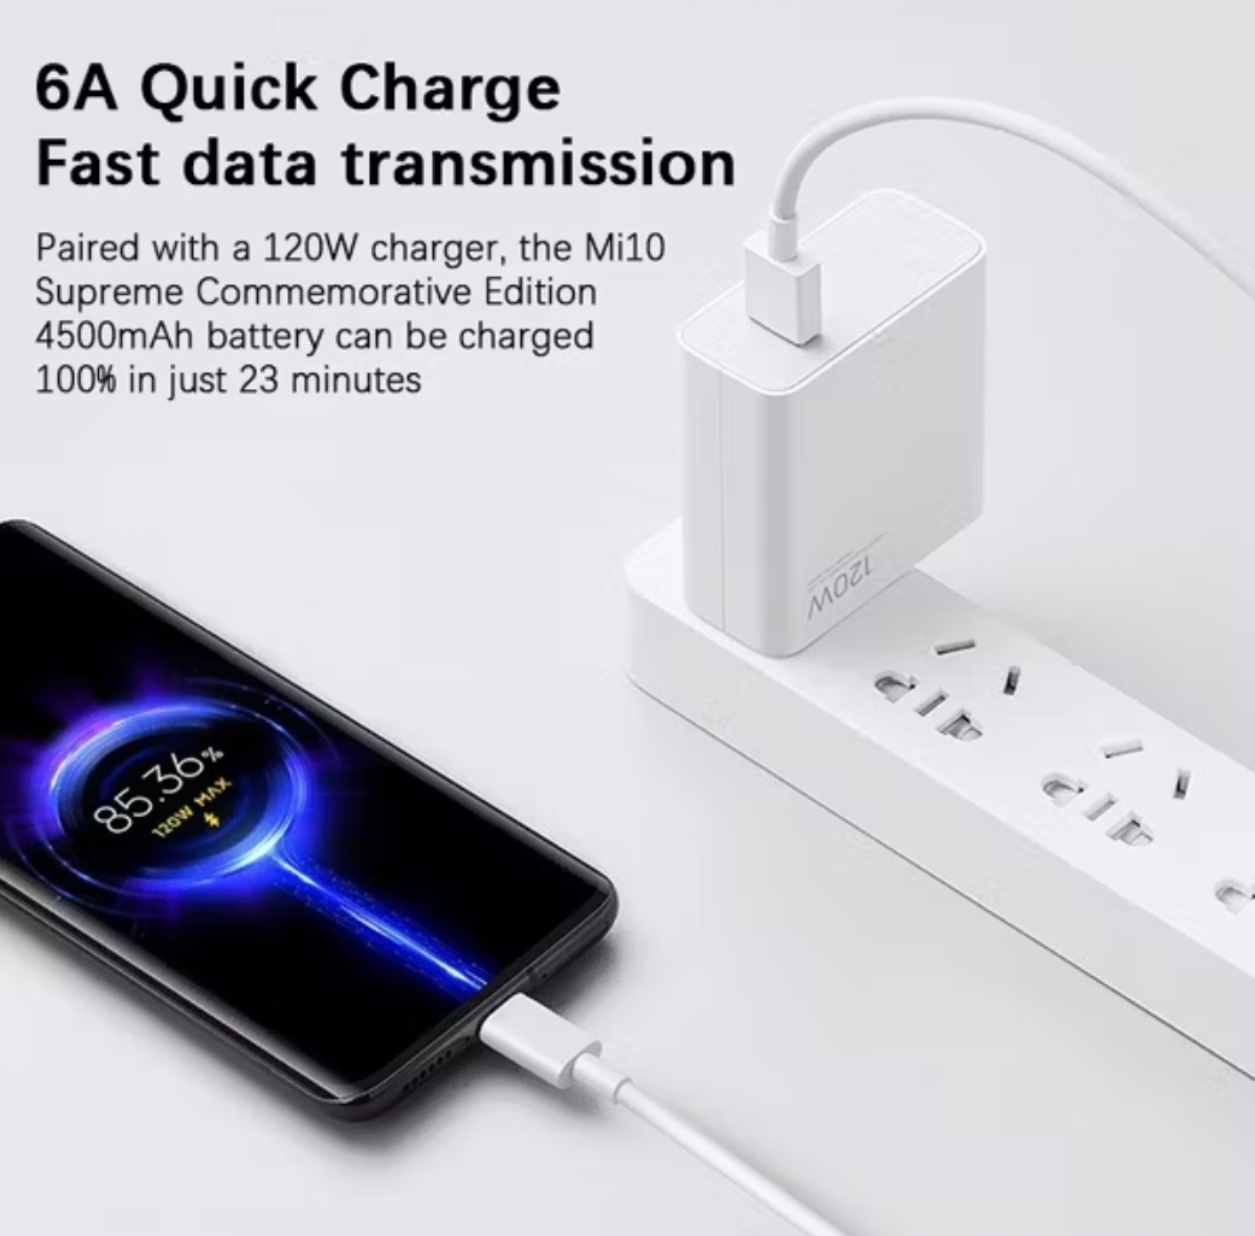 6A Quick Charge
Fast data transmission
Paired with a 120W charger, the Mi10
Supreme Commemorative Edition
4500mAh battery can be charged
100% in just 23 minutes
120W
85.36%
120W MAX